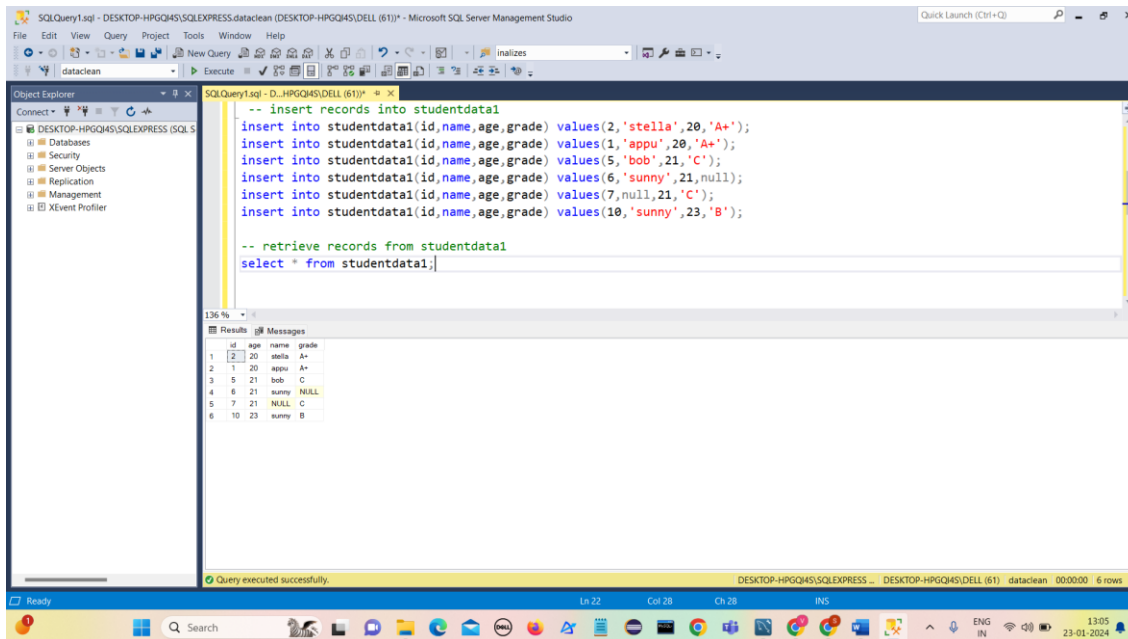 SQLQuery1.sql - DESKTOP-HPGQI4S\SQLEXPRESS.dataclean (DESKTOP-HPGQI4S\DELL (61))* - Microsoft SQL Server Management Studio
Quick Launch (Ctrl+Q)
File Edit View Query Project Tools Window Help
New Query
inalizes
dataclean
Execute
Object Explorer
SQLQuery1.sql - D...HPGQI4S\DELL (61))*
Connect
DESKTOP-HPGQI4S\SQLEXPRESS (SQL S
Databases
Security
Server Objects
Replication
Management
XEvent Profiler
-- insert records into studentdata1
insert into studentdata1(id,name,age,grade) values(2,'stella',20,'A+');
insert into studentdata1(id,name,age,grade) values(1,'appu',20,'A+');
insert into studentdata1(id,name,age,grade) values(5,'bob',21,'C');
insert into studentdata1(id,name,age,grade) values(6,'sunny',21,null);
insert into studentdata1(id,name,age,grade) values(7,null,21,'C');
insert into studentdata1(id,name,age,grade) values(10,'sunny',23,'B');
-- retrieve records from studentdata1
select * from studentdata1;
136 %
Results Messages
id age name grade
1 2 20 stella A+
2 1 20 appu A+
3 5 21 bob C
4 6 21 sunny NULL
5 7 21 NULL C
6 10 23 sunny B
Query executed successfully.
DESKTOP-HPGQI4S\SQLEXPRESS ... DESKTOP-HPGQI4S\DELL (61) dataclean 00:00:00 6 rows
Ready
Ln 22 Col 28 Ch 28 INS
Search
ENG
IN
13:05
23-01-2024